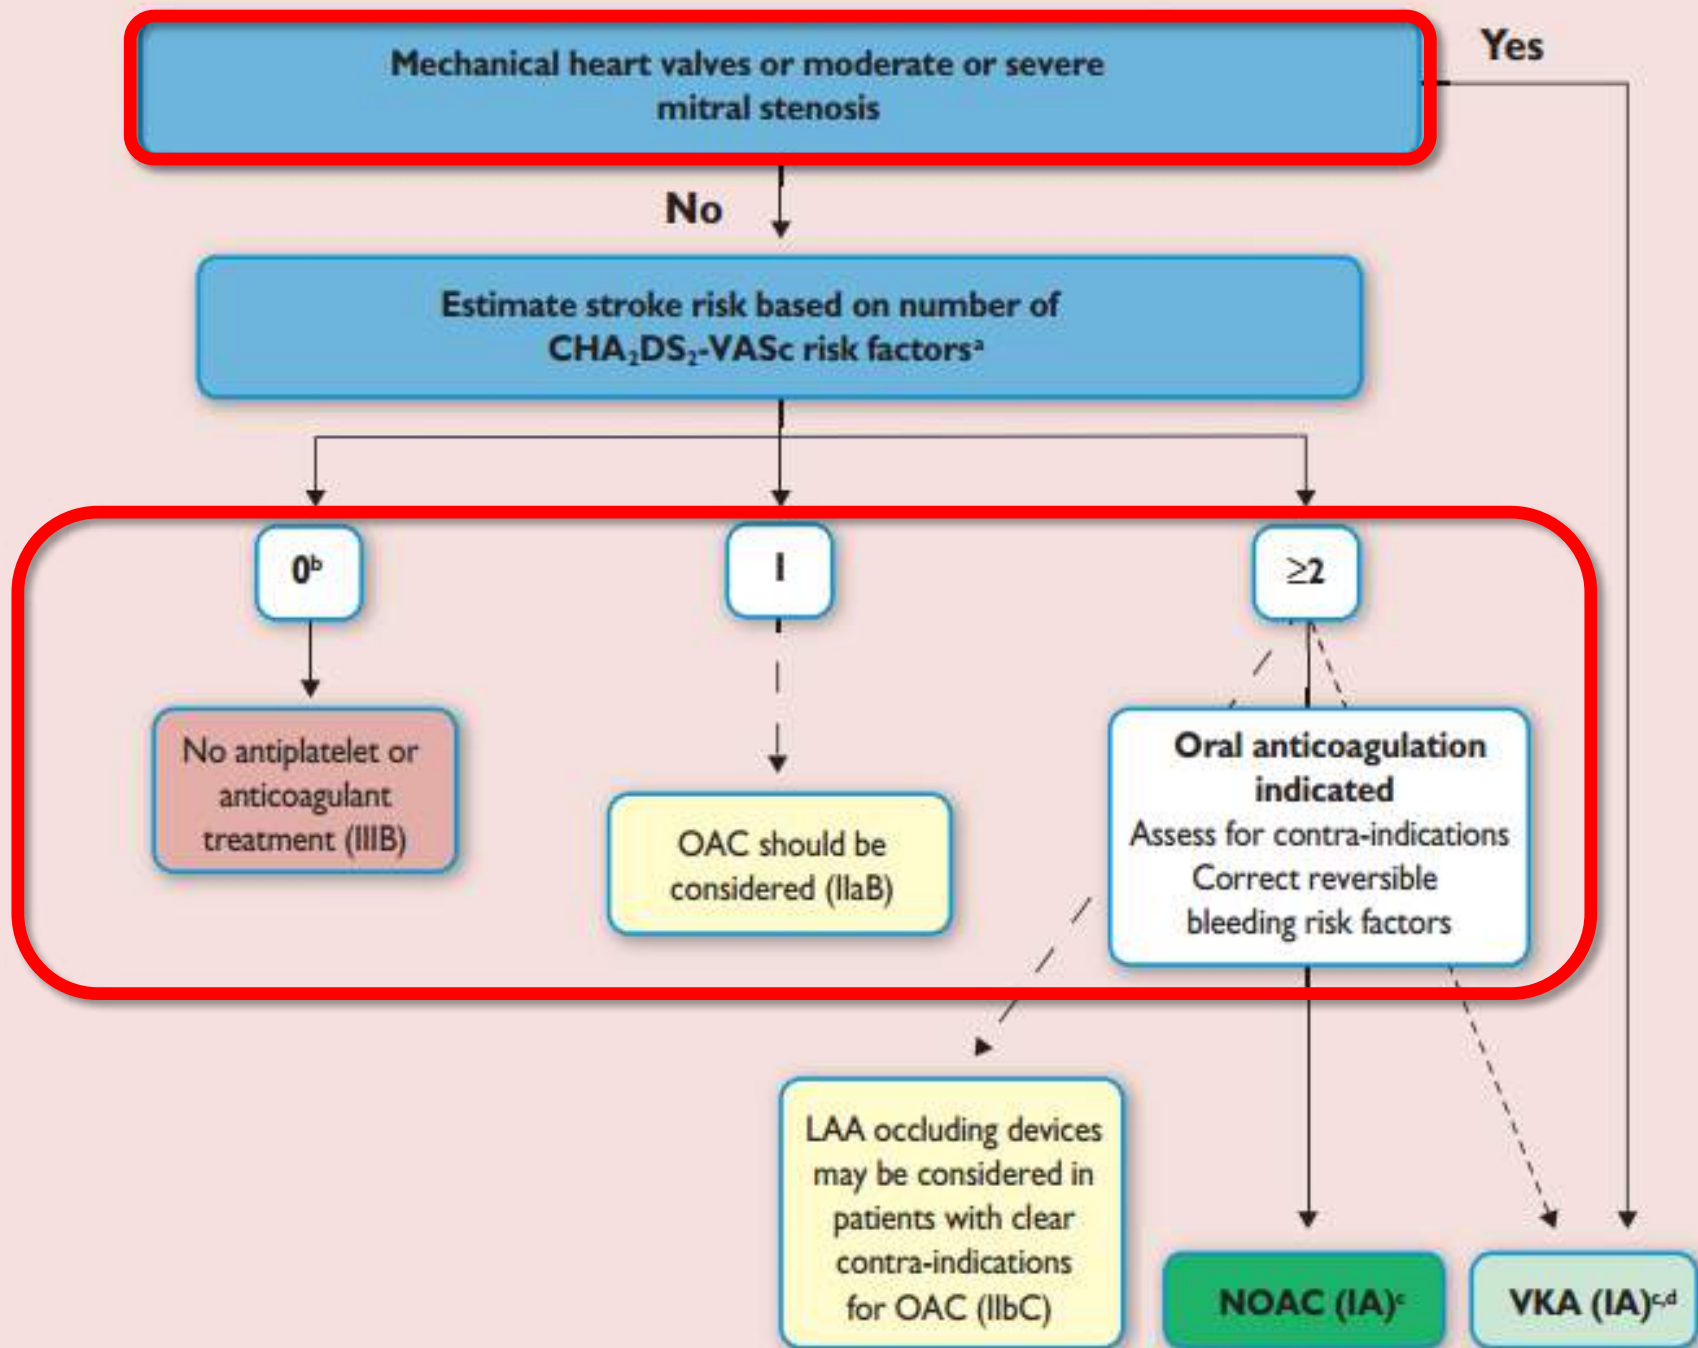 Mechanical heart valves or moderate or severe
mitral stenosis
Yes
No
Estimate stroke risk based on number of
CHA₂DS₂-VASc risk factorsᵃ
0ᵇ
1
≥2
No antiplatelet or
anticoagulant
treatment (IIIB)
OAC should be
considered (IIaB)
Oral anticoagulation
indicated
Assess for contra-indications
Correct reversible
bleeding risk factors
LAA occluding devices
may be considered in
patients with clear
contra-indications
for OAC (IIbC)
NOAC (IA)ᶜ
VKA (IA)ᶜ,ᵈ